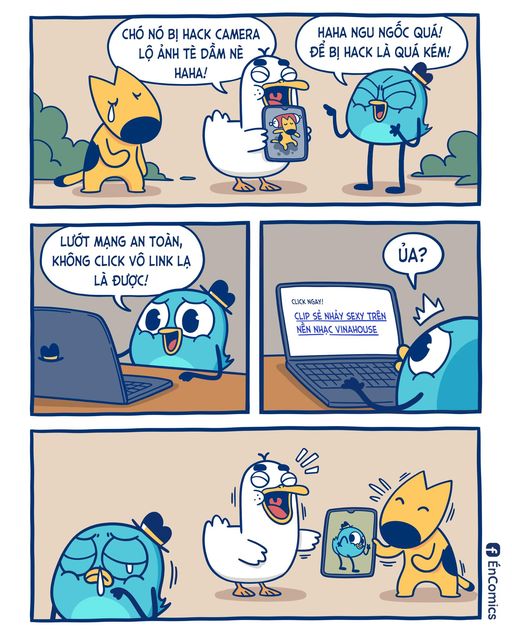 CHÓ NÓ BỊ HACK CAMERA
LỘ ẢNH TÈ DẦM NÈ
HAHA!
HAHA NGU NGỐC QUÁ!
ĐỂ BỊ HACK LÀ QUÁ KÉM!
LƯỚT MẠNG AN TOÀN,
KHÔNG CLICK VÔ LINK LẠ
LÀ ĐƯỢC!
CLICK NGAY!
CLIP SẺ NHẢY SEXY TRÊN
NỀN NHẠC VINAHOUSE
ỦA?
ÉnComics